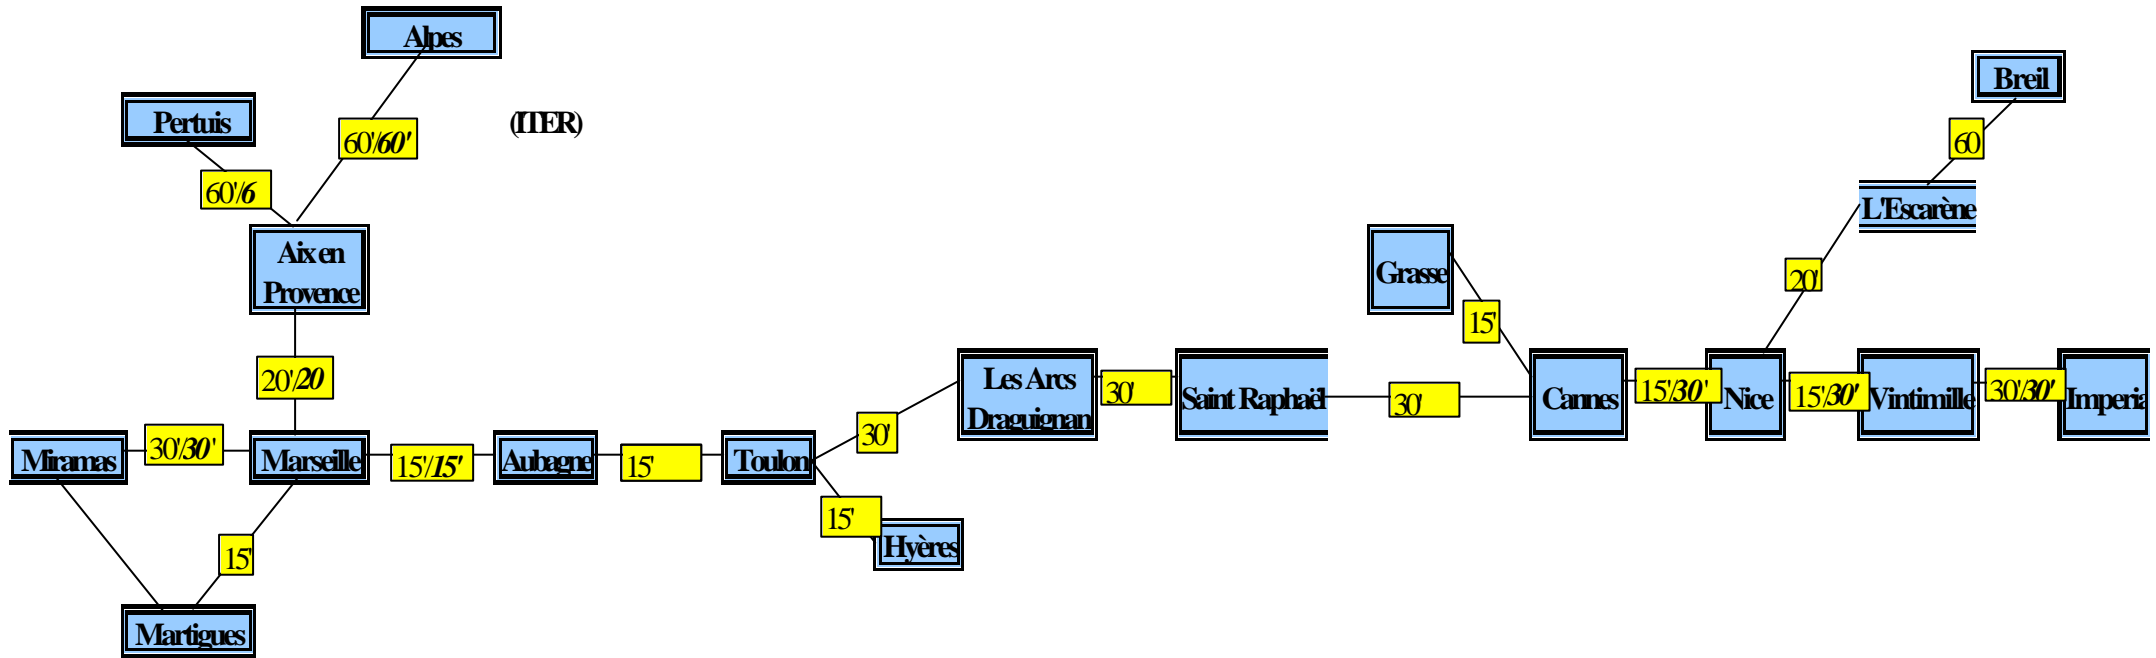 Alpes
Breil
Pertuis
(ITER)
60'/60'
60
60'/6
L'Escarène
Aix en
Provence
Grasse
20'
15'
20'/20
Les Arcs
Draguignan
30'
Saint Raphaël
30'
Cannes
15'/30'
Nice
15'/30'
Vintimille
30'/30'
Imperia
30'
Miramas
30'/30'
Marseille
15'/15'
Aubagne
15'
Toulon
15'
Hyères
15'
Martigues